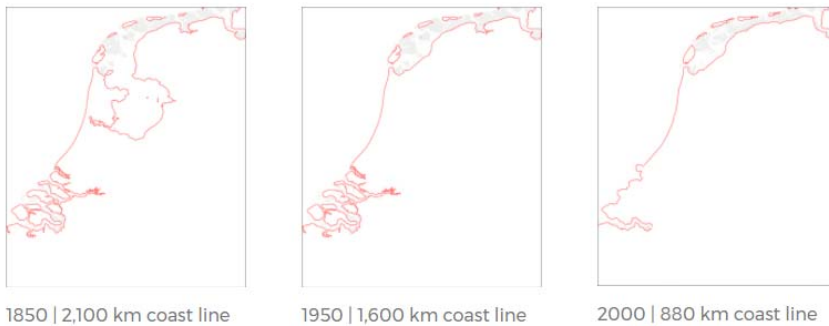 1850 | 2,100 km coast line
1950 | 1,600 km coast line
2000 | 880 km coast line